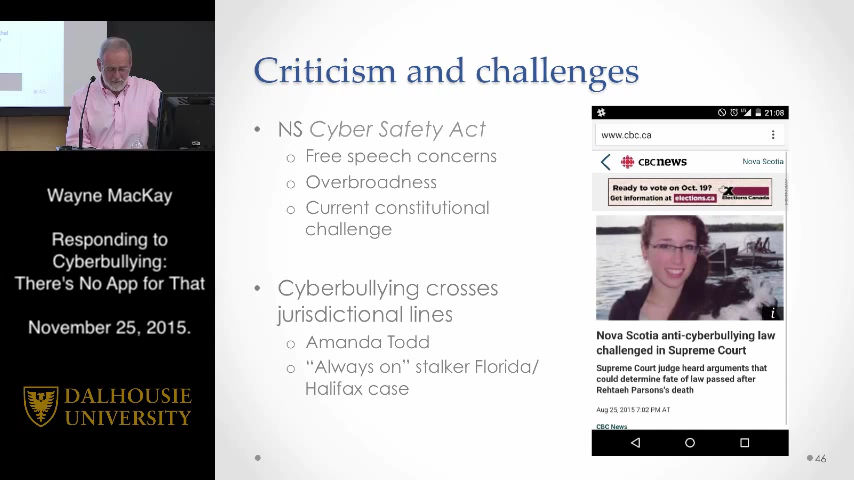 Wayne MacKay
Responding to
Cyberbullying:
There's No App for That
November 25, 2015.
DALHOUSIE
UNIVERSITY
Criticism and challenges
• NS Cyber Safety Act
o Free speech concerns
o Overbroadness
o Current constitutional
challenge
• Cyberbullying crosses
jurisdictional lines
o Amanda Todd
o “Always on” stalker Florida/
Halifax case
21:08
www.cbc.ca
CBCnews
Nova Scotia
Ready to vote on Oct. 19?
Get information at elections.ca
Elections Canada
i
Nova Scotia anti-cyberbullying law
challenged in Supreme Court
Supreme Court judge heard arguments that
could determine fate of law passed after
Rehtaeh Parsons's death
Aug 25, 2015 7:02 PM AT
CBC News
46